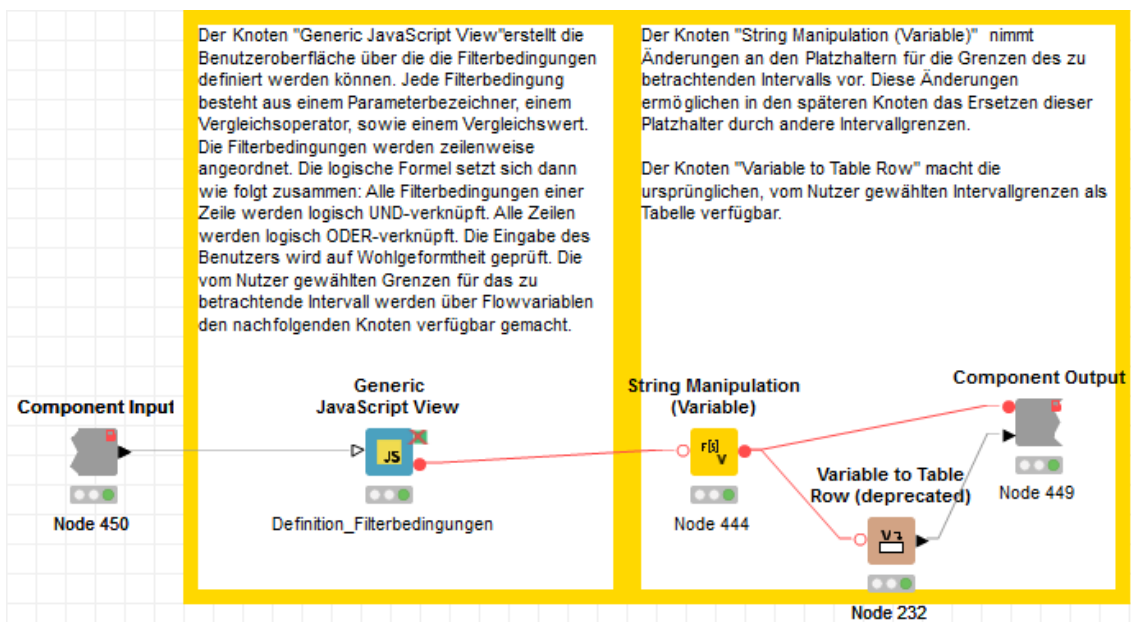 Der Knoten "Generic JavaScript View"erstellt die
Benutzeroberfläche über die die Filterbedingungen
definiert werden können. Jede Filterbedingung
besteht aus einem Parameterbezeichner, einem
Vergleichsoperator, sowie einem Vergleichswert.
Die Filterbedingungen werden zeilenweise
angeordnet. Die logische Formel setzt sich dann
wie folgt zusammen: Alle Filterbedingungen einer
Zeile werden logisch UND-verknüpft. Alle Zeilen
werden logisch ODER-verknüpft. Die Eingabe des
Benutzers wird auf Wohlgeformtheit geprüft. Die
vom Nutzer gewählten Grenzen für das zu
betrachtende Intervall werden über Flowvariablen
den nachfolgenden Knoten verfügbar gemacht.
Der Knoten "String Manipulation (Variable)" nimmt
Änderungen an den Platzhaltern für die Grenzen des zu
betrachtenden Intervalls vor. Diese Änderungen
ermöglichen in den späteren Knoten das Ersetzen dieser
Platzhalter durch andere Intervallgrenzen.
Der Knoten "Variable to Table Row" macht die
ursprünglichen, vom Nutzer gewählten Intervallgrenzen als
Tabelle verfügbar.
Component Input
Node 450
Generic
JavaScript View
JS
Definition_Filterbedingungen
String Manipulation
(Variable)
F[s]
V
Node 444
Variable to Table
Row (deprecated)
V
Node 232
Component Output
Node 449